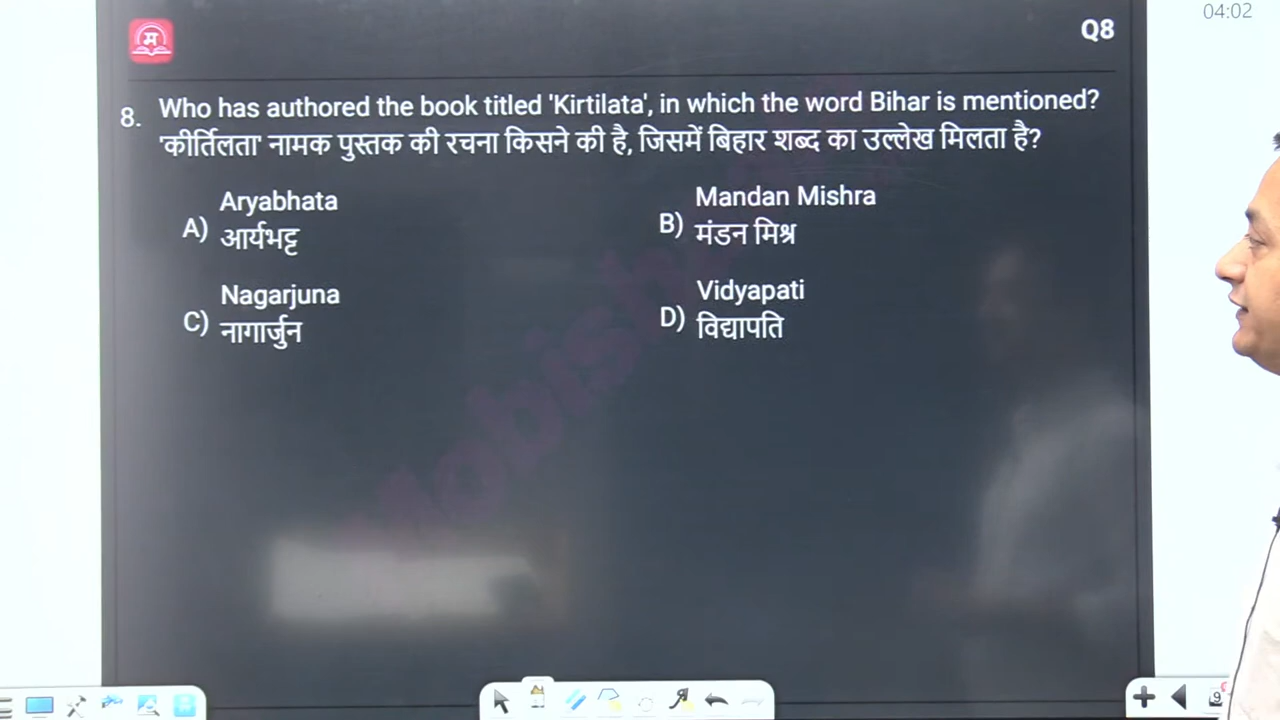 04:02
म
Q8
8. Who has authored the book titled 'Kirtilata', in which the word Bihar is mentioned?
'कीर्तिलता' नामक पुस्तक की रचना किसने की है, जिसमें बिहार शब्द का उल्लेख मिलता है?
A) Aryabhata
आर्यभट्ट
B) Mandan Mishra
मंडन मिश्र
C) Nagarjuna
नागार्जुन
D) Vidyapati
विद्यापति
9